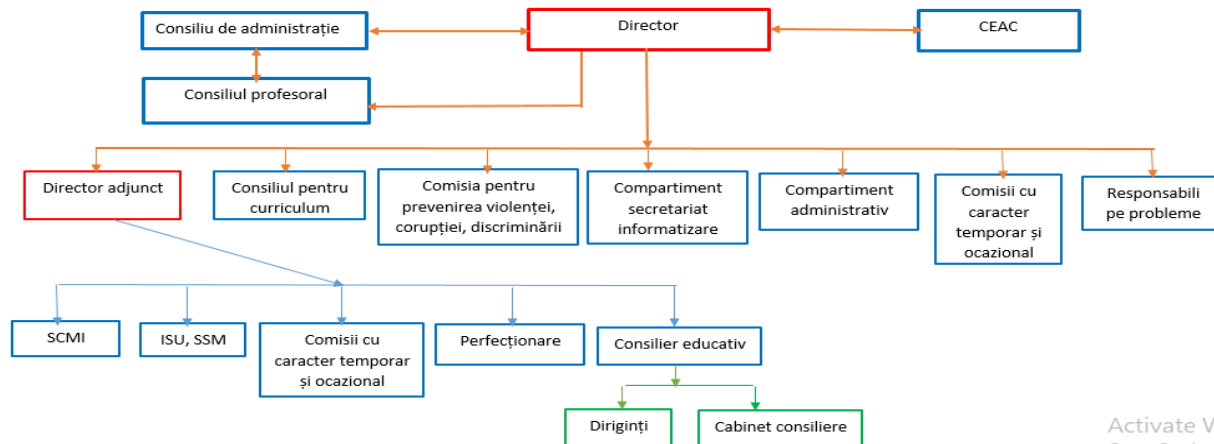 Consiliu de administrație
Director
CEAC
Consiliul profesoral
Director adjunct
Consiliul pentru
curriculum
Comisia pentru
prevenirea violenței,
corupției, discriminării
Compartiment
secretariat
informatizare
Compartiment
administrativ
Comisii cu
caracter
temporar și
ocazional
Responsabili
pe probleme
SCMI
ISU, SSM
Comisii cu
caracter temporar
și ocazional
Perfecționare
Consilier educativ
Diriginți
Cabinet consiliere
Activate